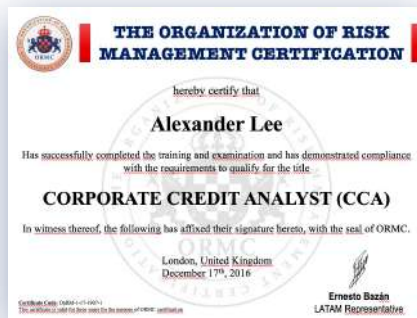 THE ORGANIZATION OF RISK
MANAGEMENT CERTIFICATION
ORMC
hereby certify that
Alexander Lee
Has successfully completed the training and examination and has demonstrated compliance
with the requirements to qualify for the title
CORPORATE CREDIT ANALYST (CCA)
In witness thereof, the following has affixed their signature hereto, with the seal of ORMC.
ORMC
London, United Kingdom
December 17th, 2016
Ernesto Bazán
LATAM Representative
Certificate Code: